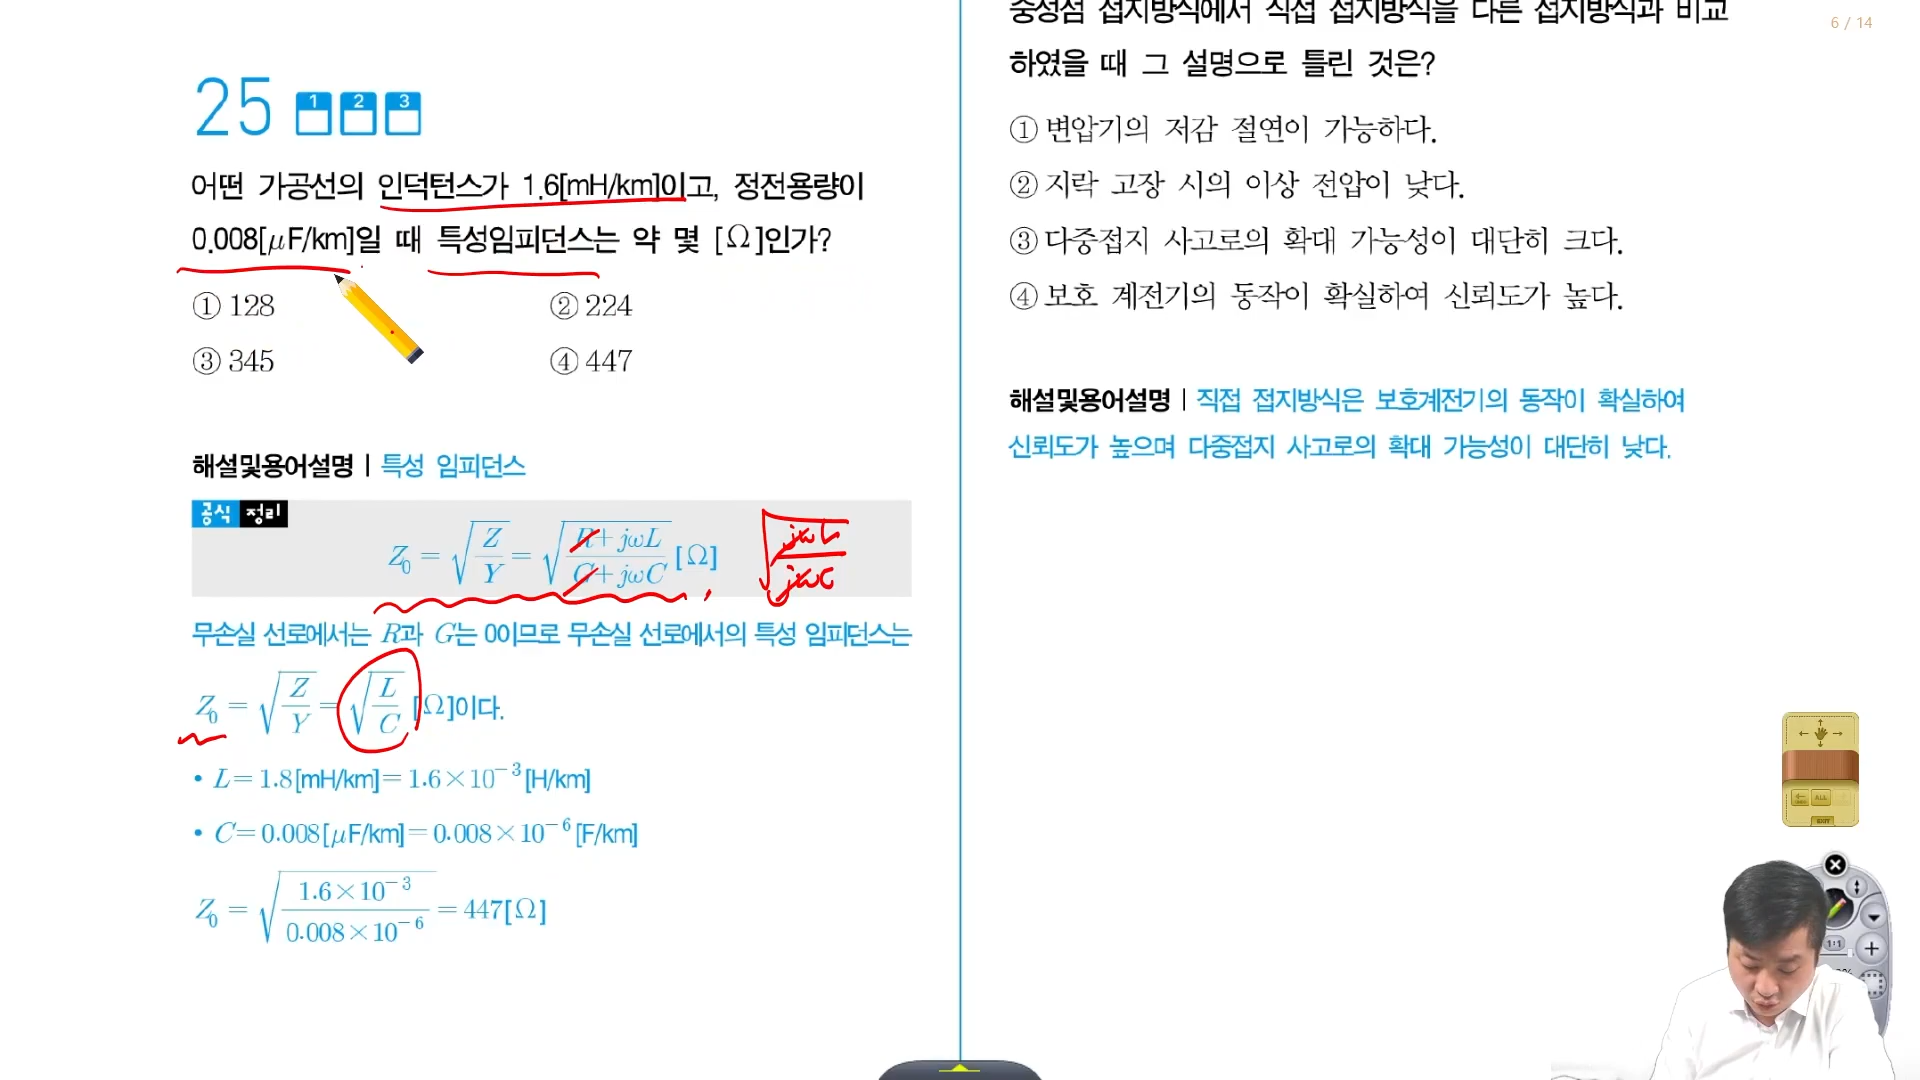 6 / 14
25 1 2 3
어떤 가공선의 인덕턴스가 1.6[mH/km]이고, 정전용량이
0.008[μF/km]일 때 특성임피던스는 약 몇 [Ω]인가?
① 128 ② 224
③ 345 ④ 447
해설및용어설명 | 특성 임피던스
공식 정리
Z₀ = √(Z/Y) = √((R+jωL)/(G+jωC)) [Ω] √(jωL/jωC)
무손실 선로에서는 R과 G는 0이므로 무손실 선로에서의 특성 임피던스는
Z₀ = √(Z/Y) = √(L/C) [Ω]이다.
• L=1.8[mH/km]=1.6×10⁻³[H/km]
• C=0.008[μF/km]=0.008×10⁻⁶[F/km]
Z₀ = √((1.6×10⁻³)/(0.008×10⁻⁶)) = 447[Ω]
중성점 접지방식에서 직접 접지방식을 다른 접지방식과 비교
하였을 때 그 설명으로 틀린 것은?
① 변압기의 저감 절연이 가능하다.
② 지락 고장 시의 이상 전압이 낮다.
③ 다중접지 사고로의 확대 가능성이 대단히 크다.
④ 보호 계전기의 동작이 확실하여 신뢰도가 높다.
해설및용어설명 | 직접 접지방식은 보호계전기의 동작이 확실하여
신뢰도가 높으며 다중접지 사고로의 확대 가능성이 대단히 낮다.
ALL
EXIT
1:1